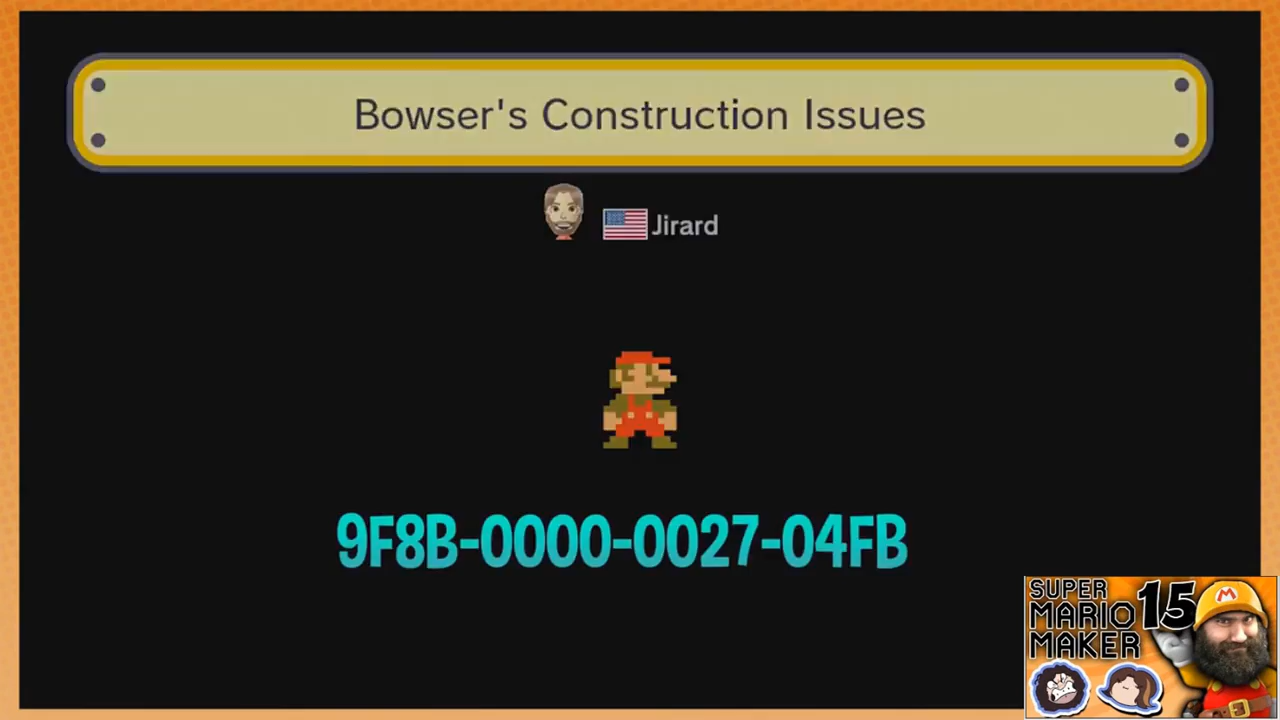 Bowser's Construction Issues
Jirard
9F8B-0000-0027-04FB
SUPER
MARIO 15
MAKER
M